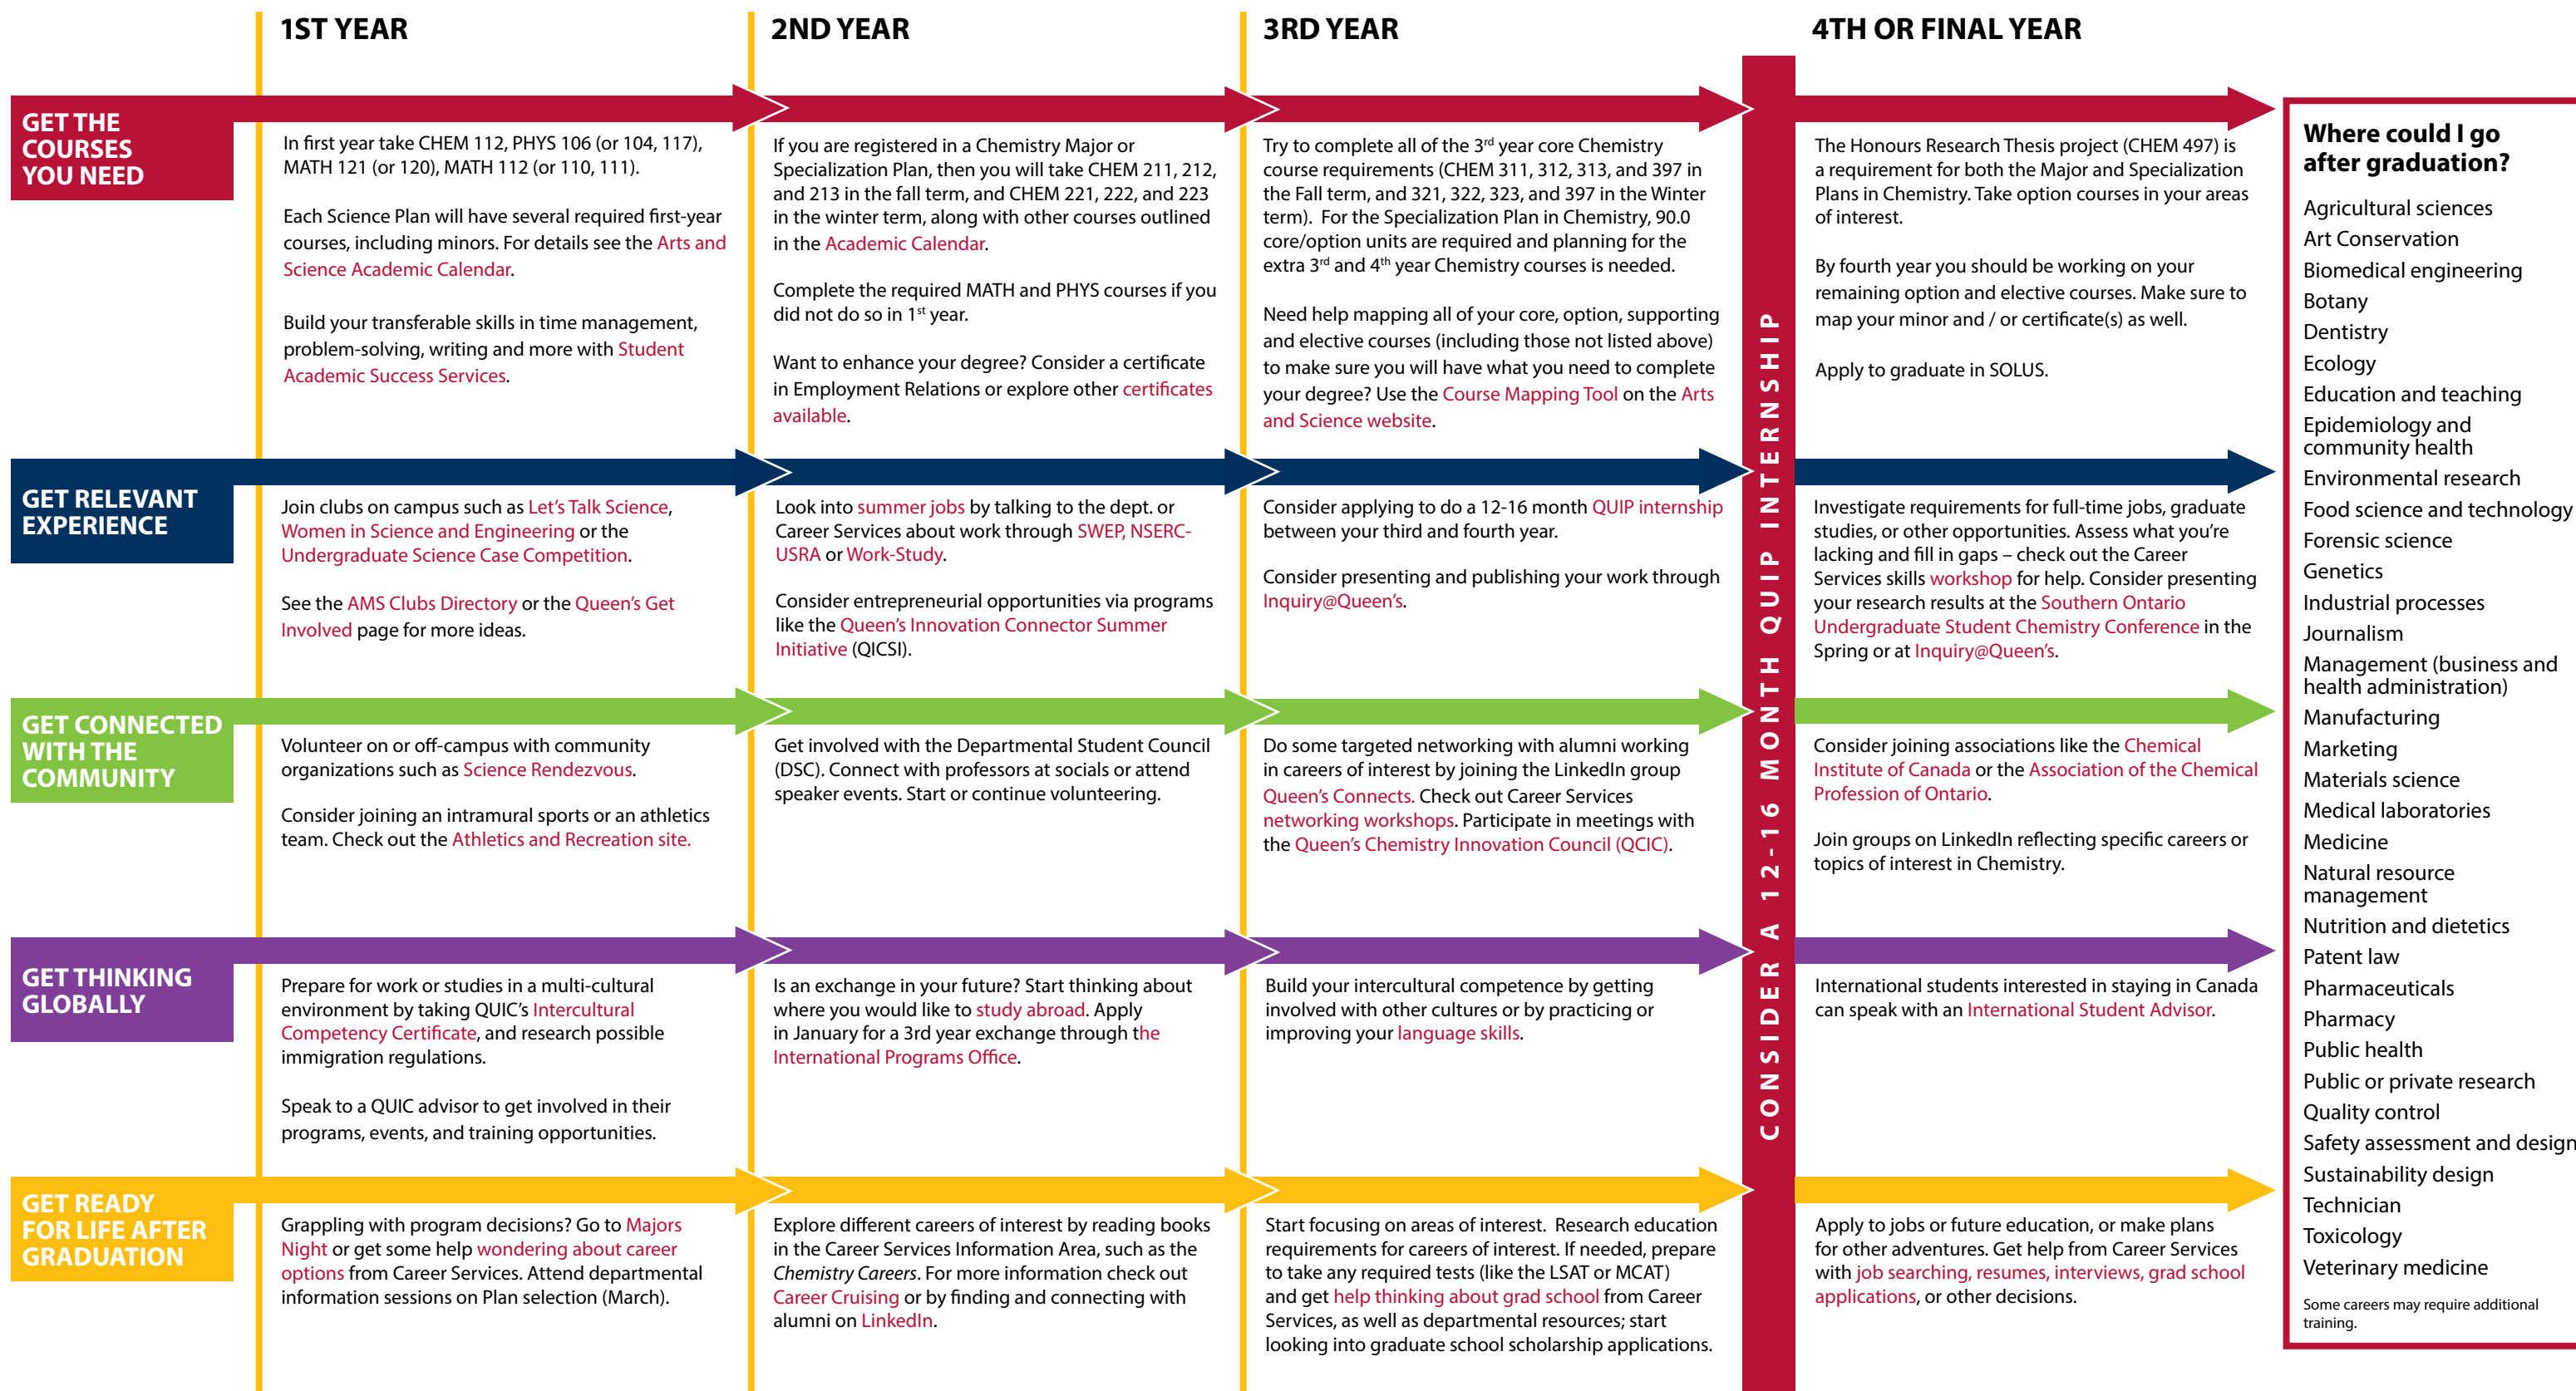 1ST YEAR
2ND YEAR
3RD YEAR
4TH OR FINAL YEAR
GET THE
COURSES
YOU NEED
In first year take CHEM 112, PHYS 106 (or 104, 117),
MATH 121 (or 120), MATH 112 (or 110, 111).
Each Science Plan will have several required first-year
courses, including minors. For details see the Arts and
Science Academic Calendar.
Build your transferable skills in time management,
problem-solving, writing and more with Student
Academic Success Services.
If you are registered in a Chemistry Major or
Specialization Plan, then you will take CHEM 211, 212,
and 213 in the fall term, and CHEM 221, 222, and 223
in the winter term, along with other courses outlined
in the Academic Calendar.
Complete the required MATH and PHYS courses if you
did not do so in 1st year.
Want to enhance your degree? Consider a certificate
in Employment Relations or explore other certificates
available.
Try to complete all of the 3rd year core Chemistry
course requirements (CHEM 311, 312, 313, and 397 in
the Fall term, and 321, 322, 323, and 397 in the Winter
term). For the Specialization Plan in Chemistry, 90.0
core/option units are required and planning for the
extra 3rd and 4th year Chemistry courses is needed.
Need help mapping all of your core, option, supporting
and elective courses (including those not listed above)
to make sure you will have what you need to complete
your degree? Use the Course Mapping Tool on the Arts
and Science website.
The Honours Research Thesis project (CHEM 497) is
a requirement for both the Major and Specialization
Plans in Chemistry. Take option courses in your areas
of interest.
By fourth year you should be working on your
remaining option and elective courses. Make sure to
map your minor and / or certificate(s) as well.
Apply to graduate in SOLUS.
GET RELEVANT
EXPERIENCE
Join clubs on campus such as Let's Talk Science,
Women in Science and Engineering or the
Undergraduate Science Case Competition.
See the AMS Clubs Directory or the Queen's Get
Involved page for more ideas.
Look into summer jobs by talking to the dept. or
Career Services about work through SWEP, NSERC-
USRA or Work-Study.
Consider entrepreneurial opportunities via programs
like the Queen's Innovation Connector Summer
Initiative (QICSI).
Consider applying to do a 12-16 month QUIP internship
between your third and fourth year.
Consider presenting and publishing your work through
Inquiry@Queen's.
Investigate requirements for full-time jobs, graduate
studies, or other opportunities. Assess what you're
lacking and fill in gaps – check out the Career
Services skills workshop for help. Consider presenting
your research results at the Southern Ontario
Undergraduate Student Chemistry Conference in the
Spring or at Inquiry@Queen's.
GET CONNECTED
WITH THE
COMMUNITY
Volunteer on or off-campus with community
organizations such as Science Rendezvous.
Consider joining an intramural sports or an athletics
team. Check out the Athletics and Recreation site.
Get involved with the Departmental Student Council
(DSC). Connect with professors at socials or attend
speaker events. Start or continue volunteering.
Do some targeted networking with alumni working
in careers of interest by joining the LinkedIn group
Queen's Connects. Check out Career Services
networking workshops. Participate in meetings with
the Queen's Chemistry Innovation Council (QCIC).
Consider joining associations like the Chemical
Institute of Canada or the Association of the Chemical
Profession of Ontario.
Join groups on LinkedIn reflecting specific careers or
topics of interest in Chemistry.
GET THINKING
GLOBALLY
Prepare for work or studies in a multi-cultural
environment by taking QUIC's Intercultural
Competency Certificate, and research possible
immigration regulations.
Speak to a QUIC advisor to get involved in their
programs, events, and training opportunities.
Is an exchange in your future? Start thinking about
where you would like to study abroad. Apply
in January for a 3rd year exchange through the
International Programs Office.
Build your intercultural competence by getting
involved with other cultures or by practicing or
improving your language skills.
International students interested in staying in Canada
can speak with an International Student Advisor.
GET READY
FOR LIFE AFTER
GRADUATION
Grappling with program decisions? Go to Majors
Night or get some help wondering about career
options from Career Services. Attend departmental
information sessions on Plan selection (March).
Explore different careers of interest by reading books
in the Career Services Information Area, such as the
Chemistry Careers. For more information check out
Career Cruising or by finding and connecting with
alumni on LinkedIn.
Start focusing on areas of interest. Research education
requirements for careers of interest. If needed, prepare
to take any required tests (like the LSAT or MCAT)
and get help thinking about grad school from Career
Services, as well as departmental resources; start
looking into graduate school scholarship applications.
Apply to jobs or future education, or make plans
for other adventures. Get help from Career Services
with job searching, resumes, interviews, grad school
applications, or other decisions.
CONSIDER A 12-16 MONTH QUIP INTERNSHIP
Where could I go
after graduation?
Agricultural sciences
Art Conservation
Biomedical engineering
Botany
Dentistry
Ecology
Education and teaching
Epidemiology and
community health
Environmental research
Food science and technology
Forensic science
Genetics
Industrial processes
Journalism
Management (business and
health administration)
Manufacturing
Marketing
Materials science
Medical laboratories
Medicine
Natural resource
management
Nutrition and dietetics
Patent law
Pharmaceuticals
Pharmacy
Public health
Public or private research
Quality control
Safety assessment and design
Sustainability design
Technician
Toxicology
Veterinary medicine
Some careers may require additional
training.